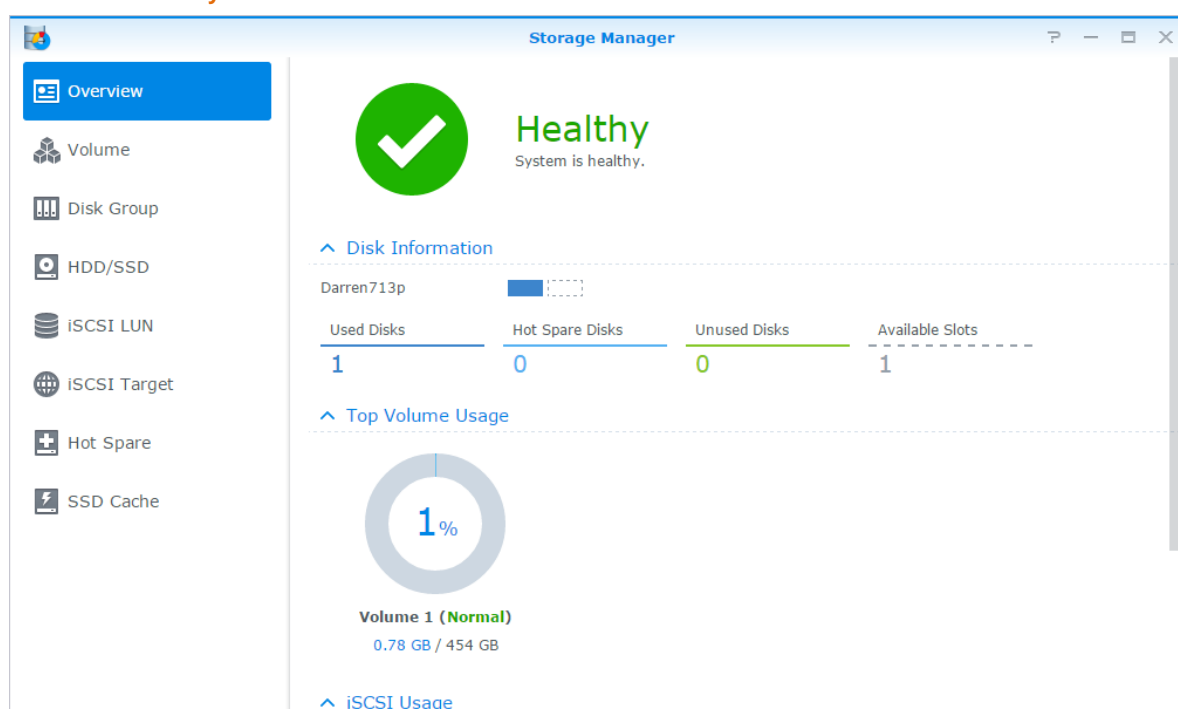 Storage Manager
Overview
Volume
Disk Group
HDD/SSD
iSCSI LUN
iSCSI Target
Hot Spare
SSD Cache
Healthy
System is healthy.
Disk Information
Darren713p
Used Disks Hot Spare Disks Unused Disks Available Slots
1 0 0 1
Top Volume Usage
1%
Volume 1 (Normal)
0.78 GB / 454 GB
iSCSI Usage